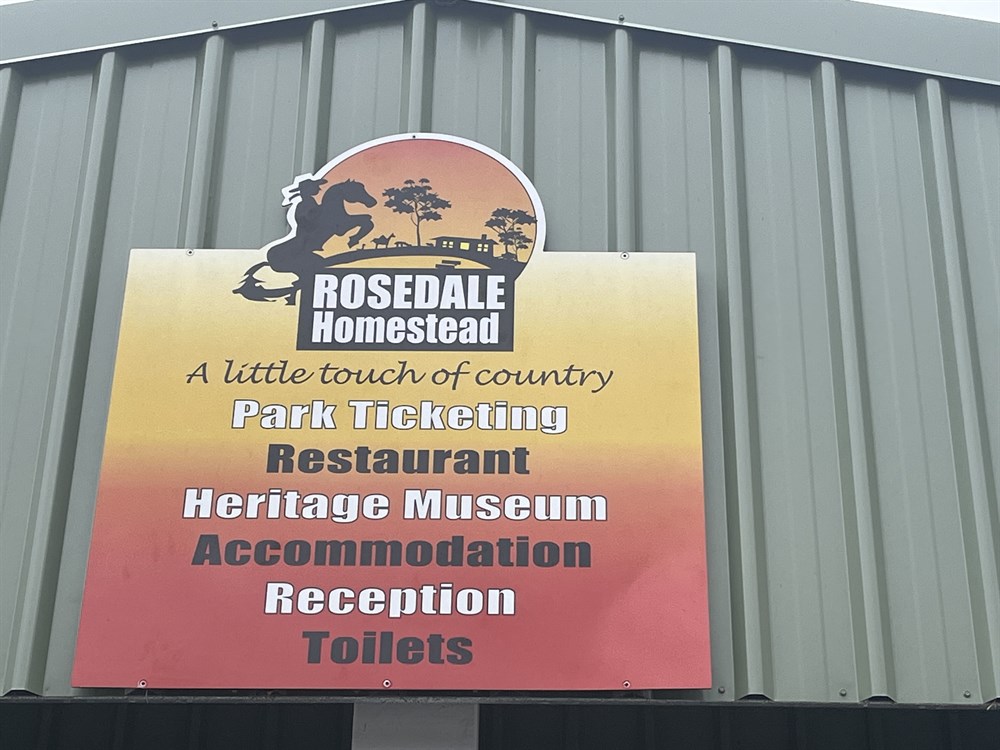 ROSEDALE
Homestead
A little touch of country
Park Ticketing
Restaurant
Heritage Museum
Accommodation
Reception
Toilets